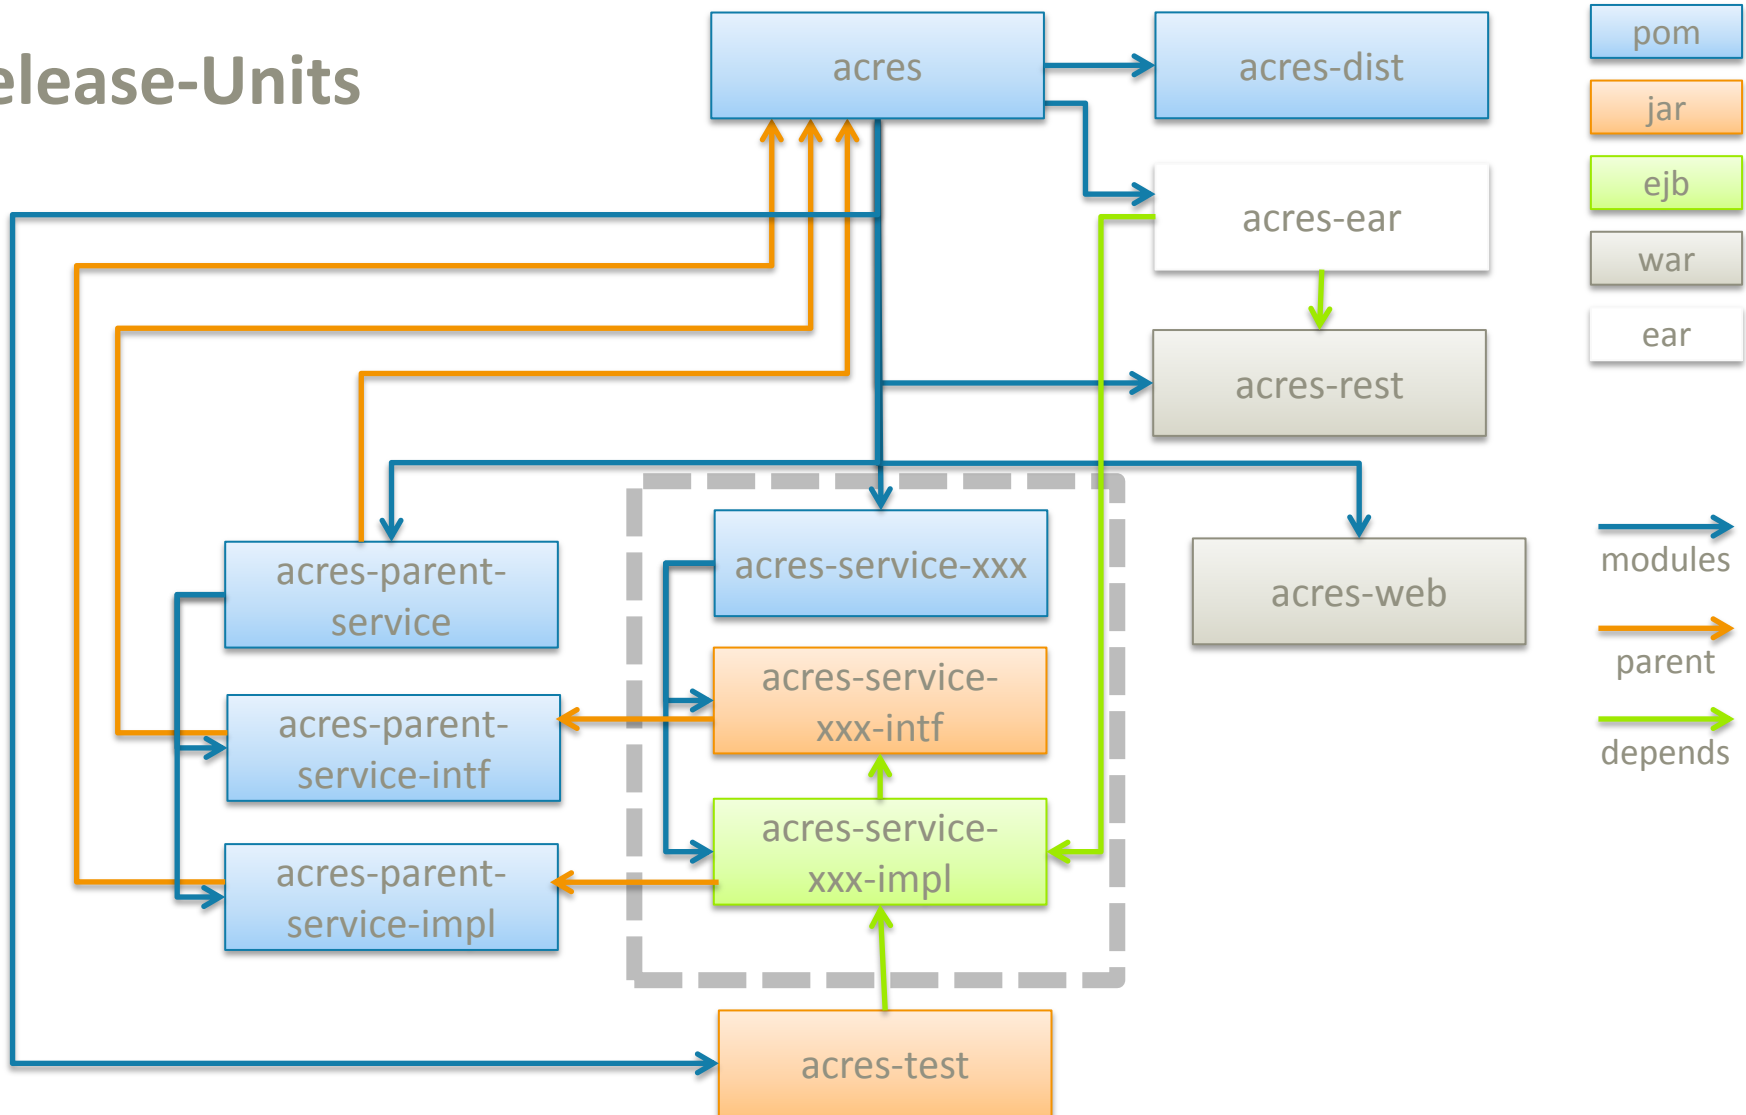 elease-Units
acres
acres-dist
pom
jar
ejb
war
ear
acres-ear
acres-rest
acres-parent-
service
acres-service-xxx
acres-web
modules
parent
depends
acres-service-
xxx-intf
acres-parent-
service-intf
acres-service-
xxx-impl
acres-parent-
service-impl
acres-test